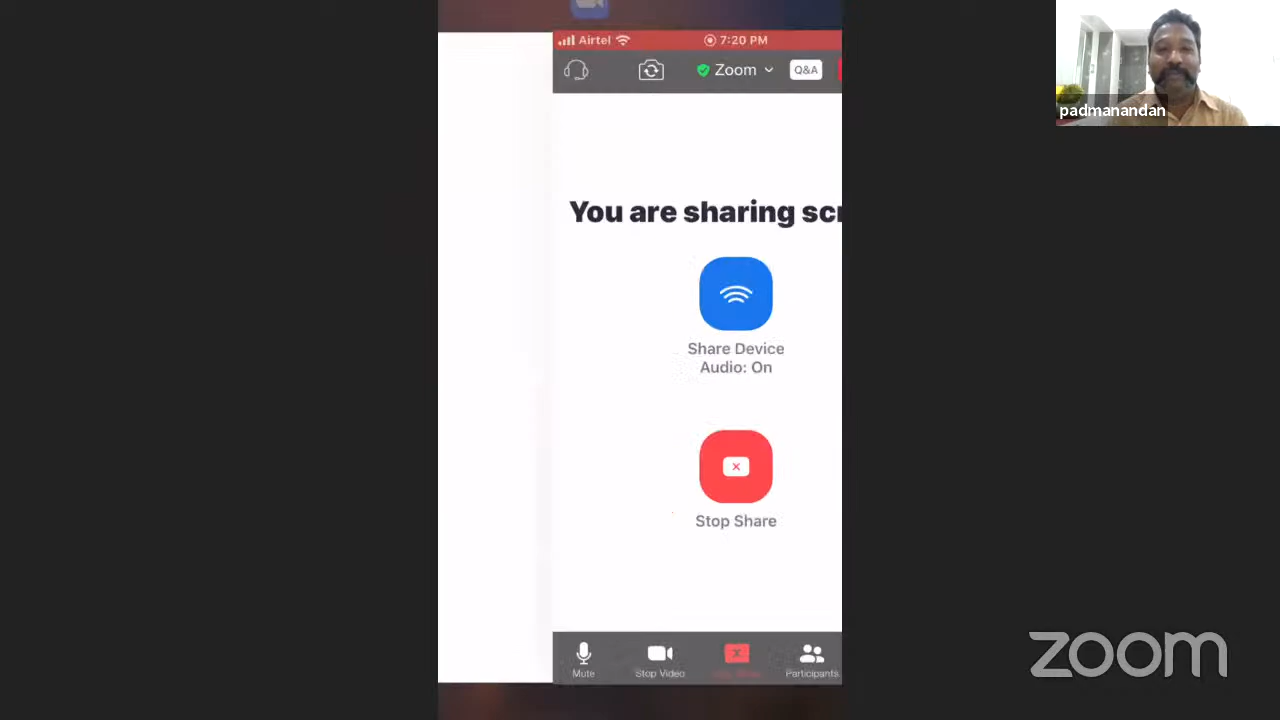 Airtel
7:20 PM
Zoom
Q&A
padmanandan
You are sharing scr
Share Device
Audio: On
Stop Share
Mute
Stop Video
Participants
zoom